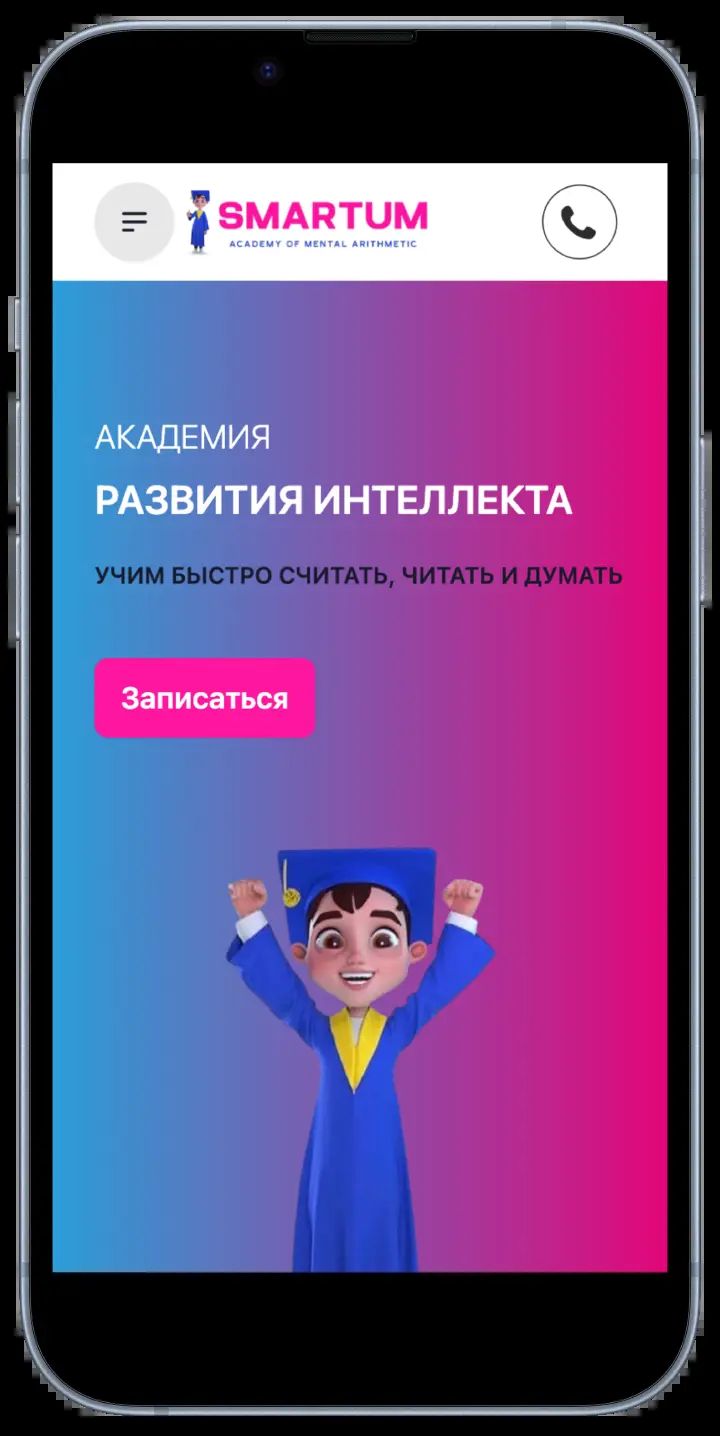 SMARTUM
ACADEMY OF MENTAL ARITHMETIC
АКАДЕМИЯ
РАЗВИТИЯ ИНТЕЛЛЕКТА
УЧИМ БЫСТРО СЧИТАТЬ, ЧИТАТЬ И ДУМАТЬ
Записаться